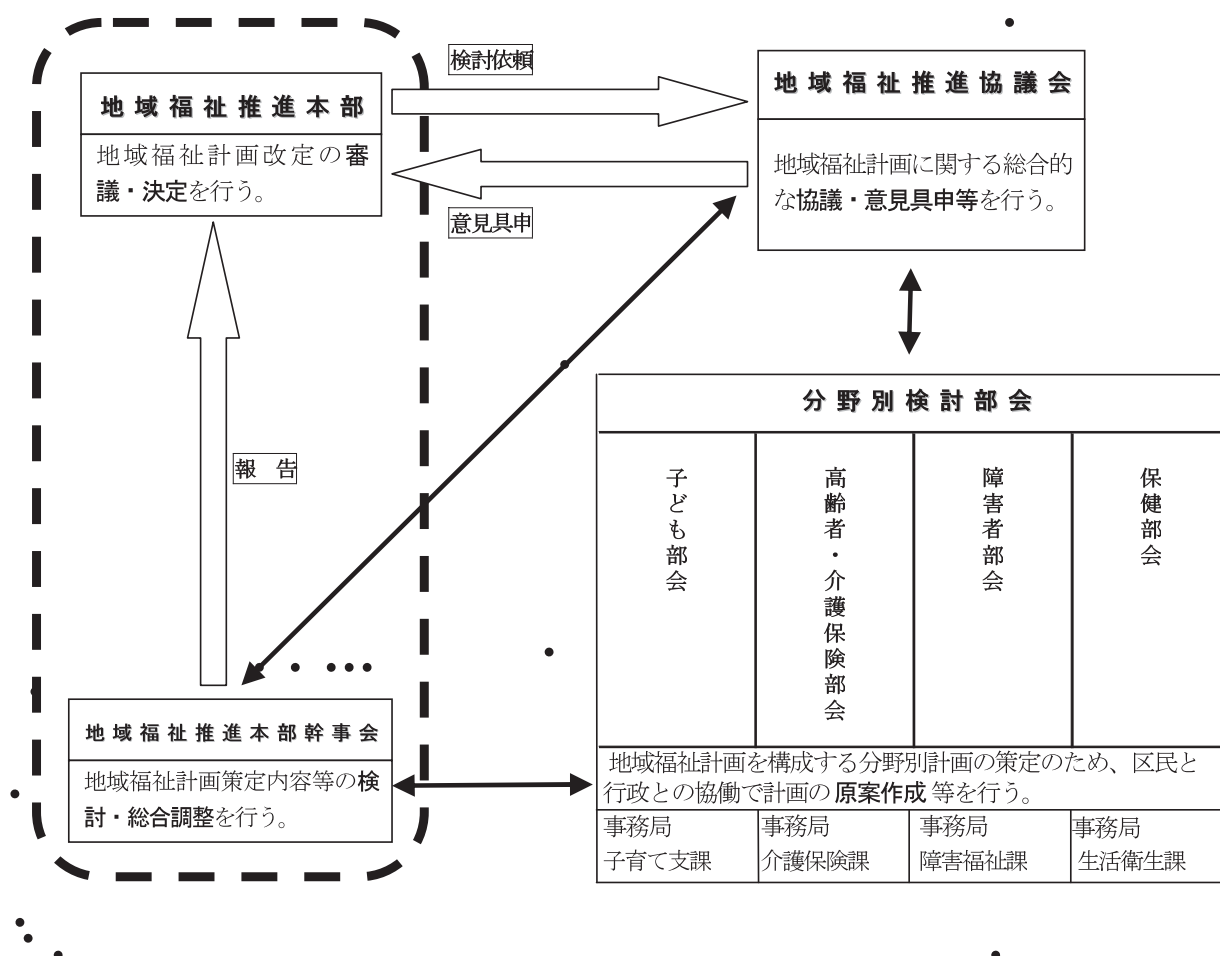 検討依頼
地域福祉推進本部
地域福祉計画改定の審
議・決定を行う。
意見具申
地域福祉推進協議会
地域福祉計画に関する総合的
な協議・意見具申等を行う。
報　告
分野別検討部会
子ども部会
高齢者・介護保険部会
障害者部会
保健部会
地域福祉計画を構成する分野別計画の策定のため、区民と
行政との協働で計画の原案作成等を行う。
事務局
子育て支課
事務局
介護保険課
事務局
障害福祉課
事務局
生活衛生課
地域福祉推進本部幹事会
地域福祉計画策定内容等の検
討・総合調整を行う。